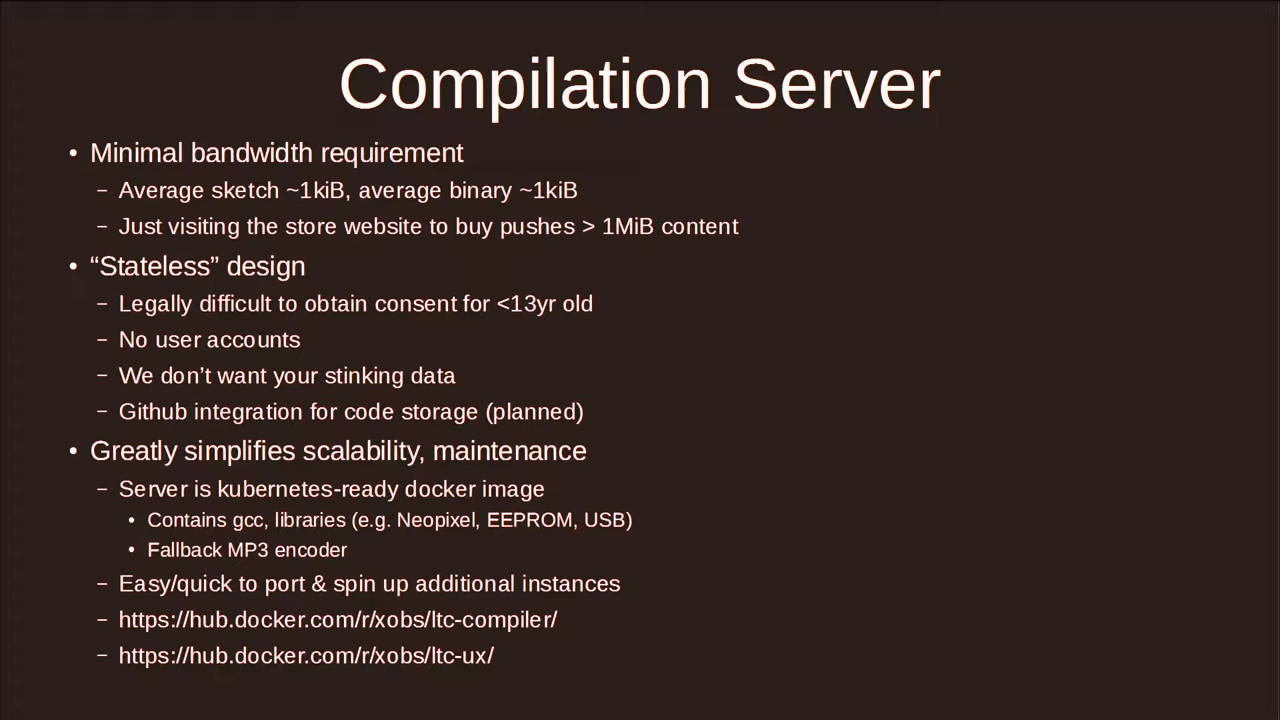 Compilation Server
• Minimal bandwidth requirement
– Average sketch ~1kiB, average binary ~1kiB
– Just visiting the store website to buy pushes > 1MiB content
• “Stateless” design
– Legally difficult to obtain consent for <13yr old
– No user accounts
– We don’t want your stinking data
– Github integration for code storage (planned)
• Greatly simplifies scalability, maintenance
– Server is kubernetes-ready docker image
• Contains gcc, libraries (e.g. Neopixel, EEPROM, USB)
• Fallback MP3 encoder
– Easy/quick to port & spin up additional instances
– https://hub.docker.com/r/xobs/ltc-compiler/
– https://hub.docker.com/r/xobs/ltc-ux/